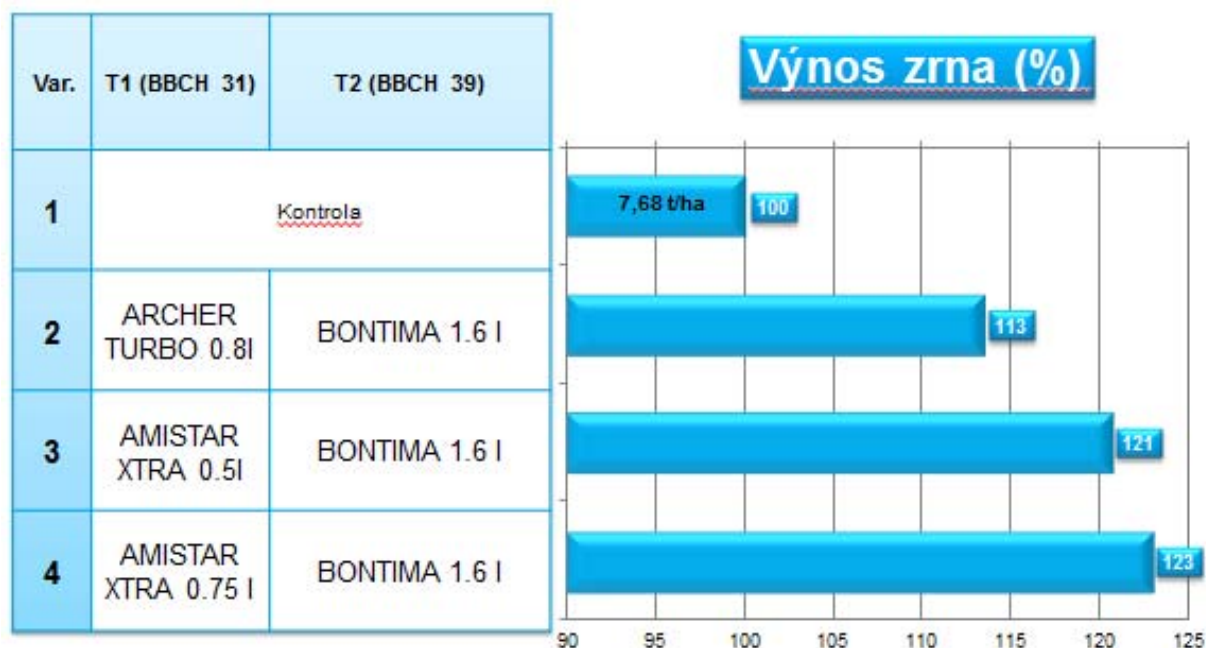 Výnos zrna (%)
Var. T1 (BBCH 31) T2 (BBCH 39)
1 Kontrola 7,68 t/ha 100
2 ARCHER
TURBO 0.8l BONTIMA 1.6 l 113
3 AMISTAR
XTRA 0.5l BONTIMA 1.6 l 121
4 AMISTAR
XTRA 0.75 l BONTIMA 1.6 l 123
90 95 100 105 110 115 120 125